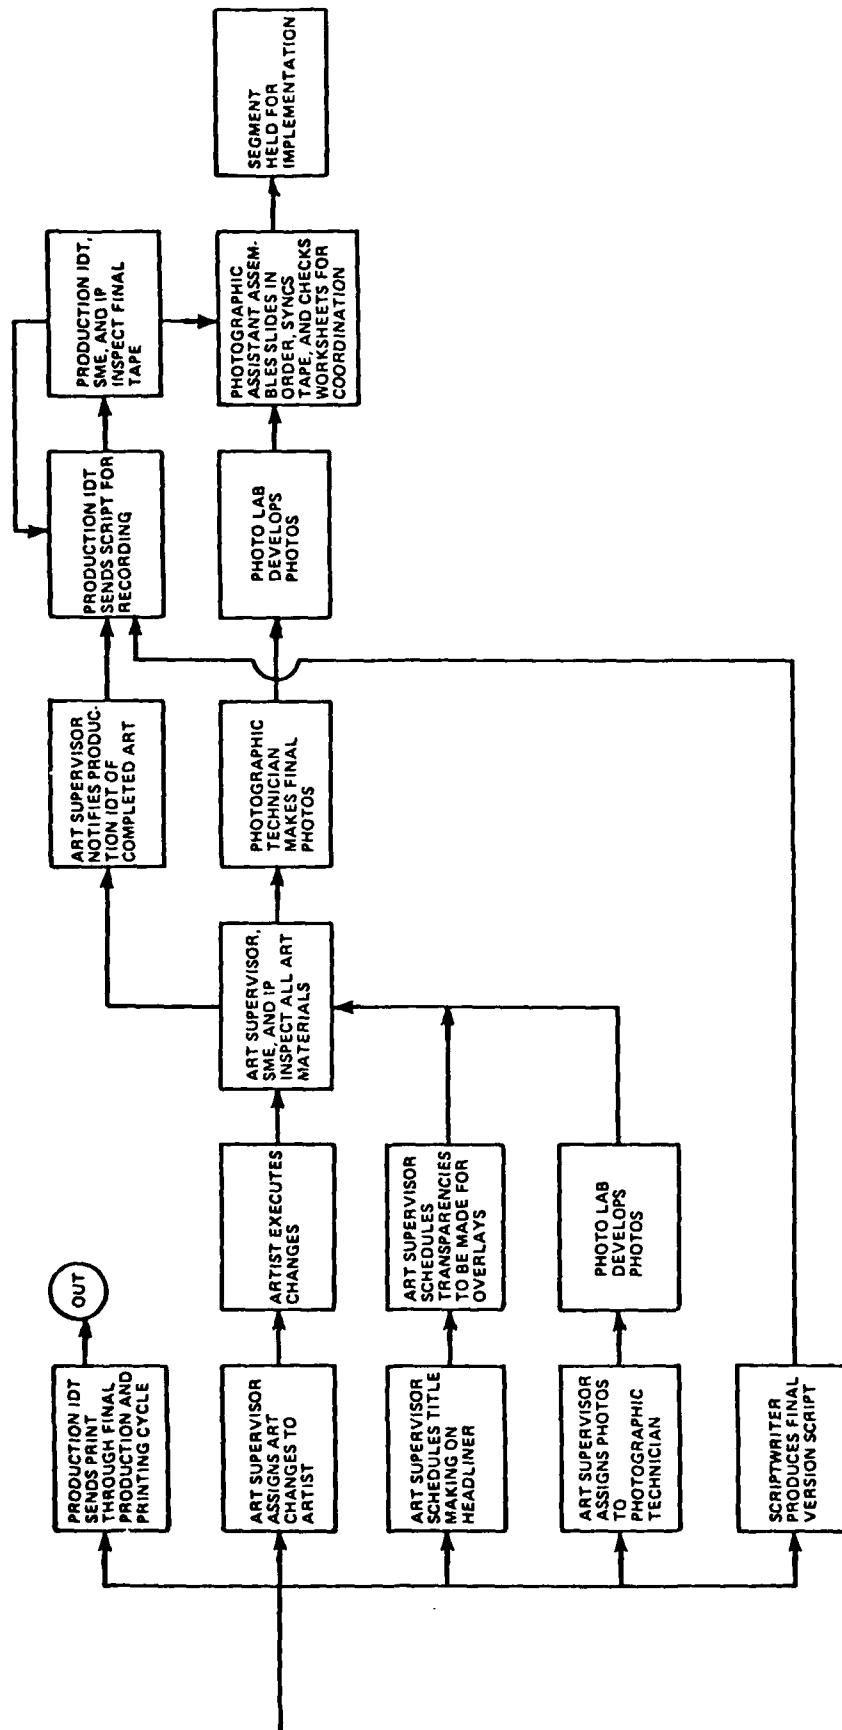 PRODUCTION IDT
SENDS PRINT
THROUGH FINAL
PRODUCTION AND
PRINTING CYCLE
OUT
ART SUPERVISOR
ASSIGNS ART
CHANGES TO
ARTIST
ARTIST EXECUTES
CHANGES
ART SUPERVISOR,
SME, AND IP
INSPECT ALL ART
MATERIALS
ART SUPERVISOR
NOTIFIES PRODUC-
TION IDT OF
COMPLETED ART
PRODUCTION IDT
SENDS SCRIPT FOR
RECORDING
PRODUCTION IDT,
SME, AND IP
INSPECT FINAL
TAPE
PHOTOGRAPHIC
TECHNICIAN
MAKES FINAL
PHOTOS
PHOTO LAB
DEVELOPS
PHOTOS
PHOTOGRAPHIC
ASSISTANT ASSEM-
BLES SLIDES IN
ORDER, SYNCS
TAPE, AND CHECKS
WORKSHEETS FOR
COORDINATION
SEGMENT
HELD FOR
IMPLEMENTATION
ART SUPERVISOR
SCHEDULES TITLE
MAKING ON
HEADLINER
ART SUPERVISOR
SCHEDULES
TRANSPARENCIES
TO BE MADE FOR
OVERLAYS
ART SUPERVISOR
ASSIGNS PHOTOS
TO
PHOTOGRAPHIC
TECHNICIAN
PHOTO LAB
DEVELOPS
PHOTOS
SCRIPTWRITER
PRODUCES FINAL
VERSION SCRIPT